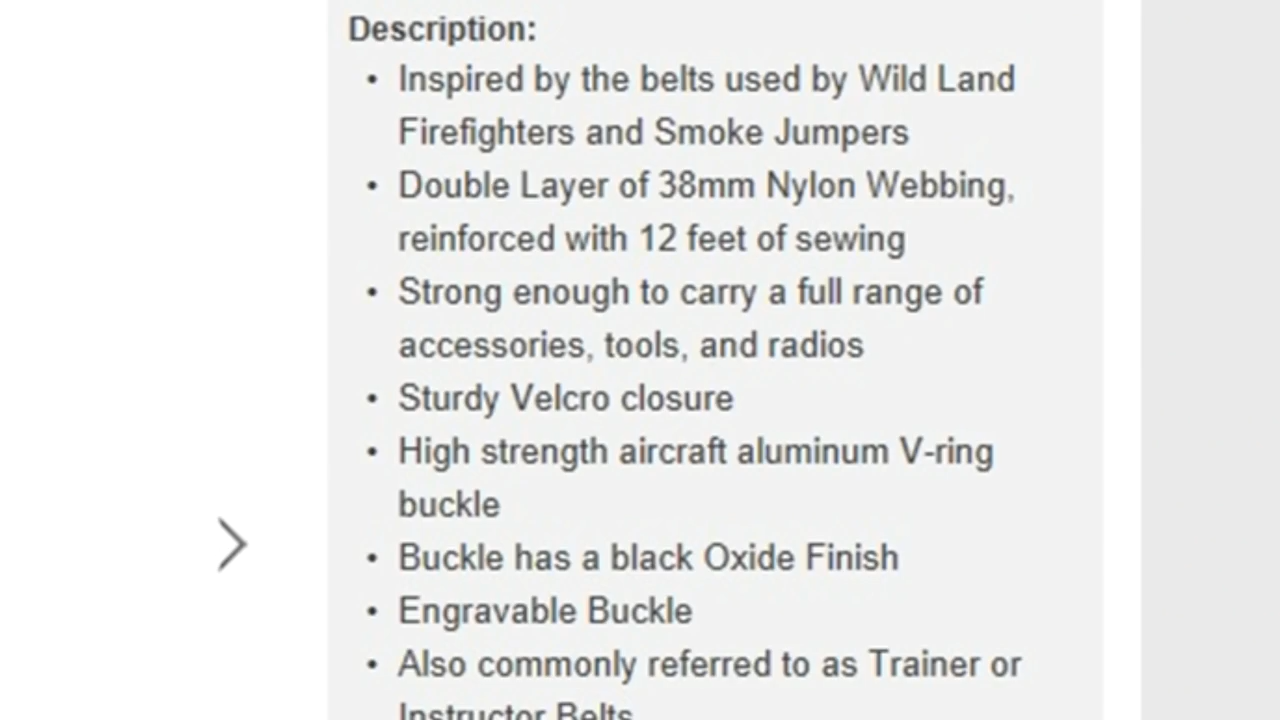 Description:
• Inspired by the belts used by Wild Land
Firefighters and Smoke Jumpers
• Double Layer of 38mm Nylon Webbing,
reinforced with 12 feet of sewing
• Strong enough to carry a full range of
accessories, tools, and radios
• Sturdy Velcro closure
• High strength aircraft aluminum V-ring
buckle
• Buckle has a black Oxide Finish
• Engravable Buckle
• Also commonly referred to as Trainer or
Instructor Belts